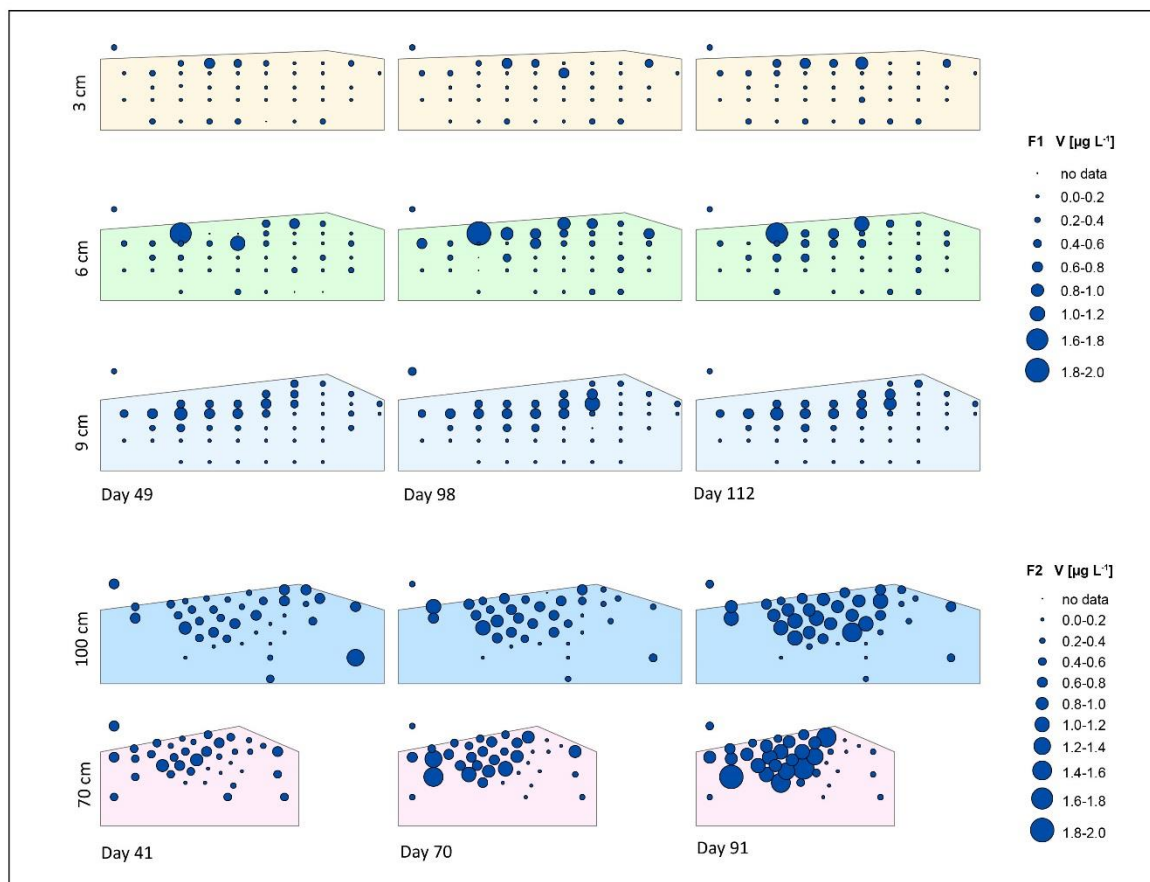 3 cm
6 cm
9 cm
Day 49
Day 98
Day 112
F1 V [µg L⁻¹]
no data
0.0-0.2
0.2-0.4
0.4-0.6
0.6-0.8
0.8-1.0
1.0-1.2
1.6-1.8
1.8-2.0
100 cm
70 cm
Day 41
Day 70
Day 91
F2 V [µg L⁻¹]
no data
0.0-0.2
0.2-0.4
0.4-0.6
0.6-0.8
0.8-1.0
1.0-1.2
1.2-1.4
1.4-1.6
1.6-1.8
1.8-2.0